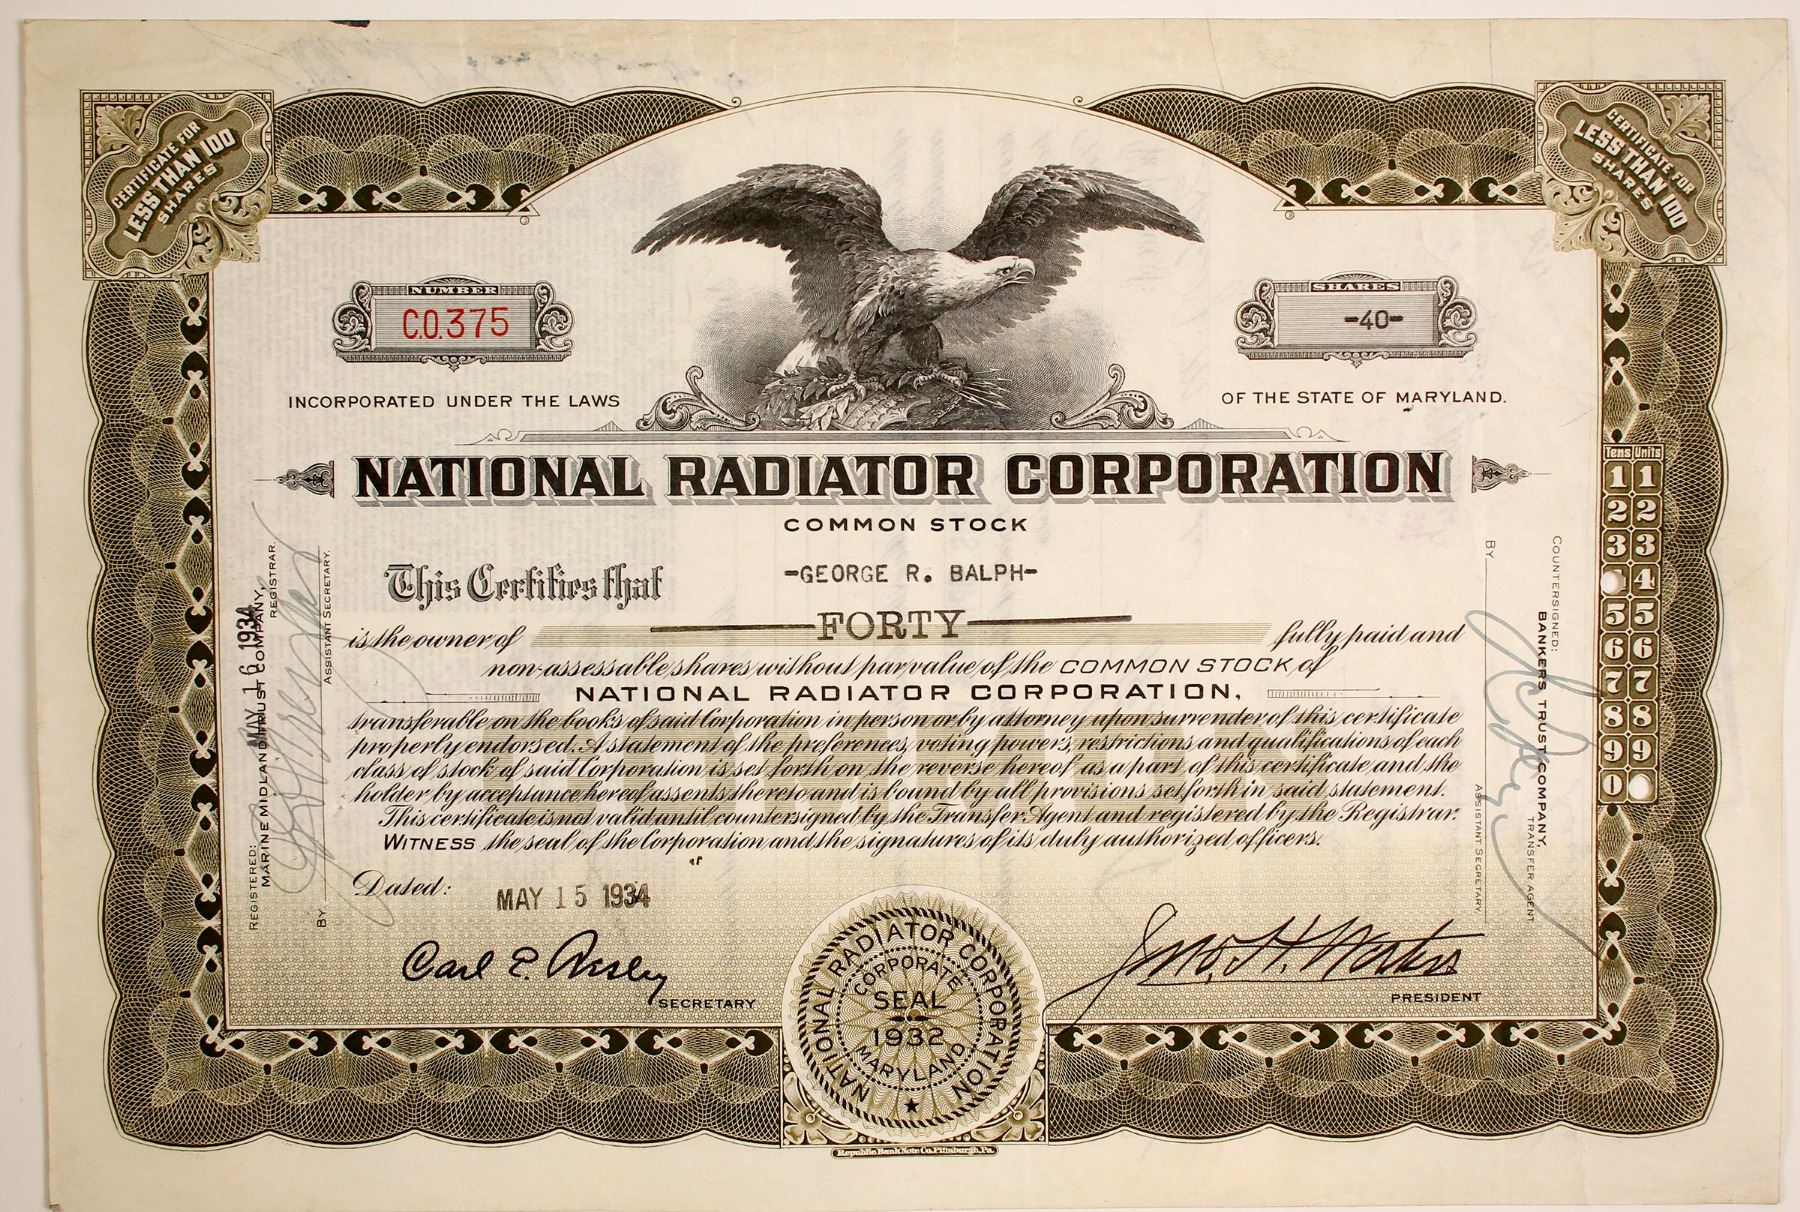 CERTIFICATE FOR
LESS THAN 100
SHARES
CERTIFICATE FOR
LESS THAN 100
SHARES
NUMBER
C.O.375
SHARES
-40-
INCORPORATED UNDER THE LAWS
OF THE STATE OF MARYLAND.
NATIONAL RADIATOR CORPORATION
COMMON STOCK
This Certifies that
-GEORGE R. BALPH-
FORTY
is the owner of
fully paid and
non-assessable shares without par value of the COMMON STOCK of
NATIONAL RADIATOR CORPORATION,
transferable on the books of said Corporation in person or by attorney upon surrender of this certificate
properly endorsed. A statement of the preferences, voting powers, restrictions and qualifications of each
class of stock of said Corporation is set forth on the reverse hereof as a part of this certificate, and the
holder by acceptance hereof assents thereto and is bound by all provisions set forth in said statement.
This certificate is not valid until countersigned by the Transfer Agent and registered by the Registrar.
WITNESS the seal of the Corporation and the signatures of its duly authorized officers.
Dated:
MAY 15 1934
SECRETARY
PRESIDENT
NATIONAL RADIATOR CORPORATION
CORPORATE
SEAL
1932
MARYLAND
Republic Bank Note Co. Pittsburgh, Pa.
REGISTERED:
MARINE MIDLAND TRUST COMPANY,
REGISTRAR.
MAY 16 1934
BY
ASSISTANT SECRETARY.
COUNTERSIGNED:
BANKERS TRUST COMPANY,
TRANSFER AGENT
BY
ASSISTANT SECRETARY.
Tens Units
1 1
2 2
3 3
4
5 5
6 6
7 7
8 8
9 9
0